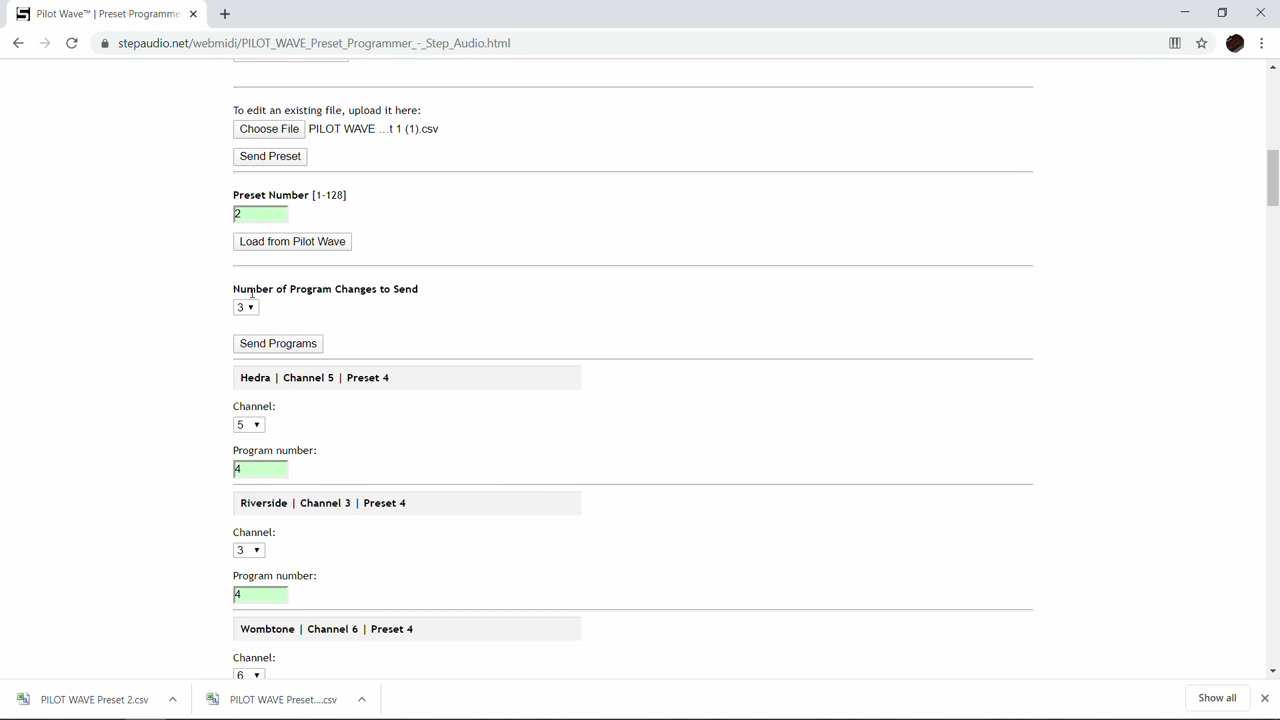 Pilot Wave™ | Preset Programme
stepaudio.net/webmidi/PILOT_WAVE_Preset_Programmer_-_Step_Audio.html
To edit an existing file, upload it here:
Choose File PILOT WAVE ...t 1 (1).csv
Send Preset
Preset Number [1-128]
2
Load from Pilot Wave
Number of Program Changes to Send
3
Send Programs
Hedra | Channel 5 | Preset 4
Channel:
5
Program number:
4
Riverside | Channel 3 | Preset 4
Channel:
3
Program number:
4
Wombtone | Channel 6 | Preset 4
Channel:
6
PILOT WAVE Preset 2.csv
PILOT WAVE Preset....csv
Show all